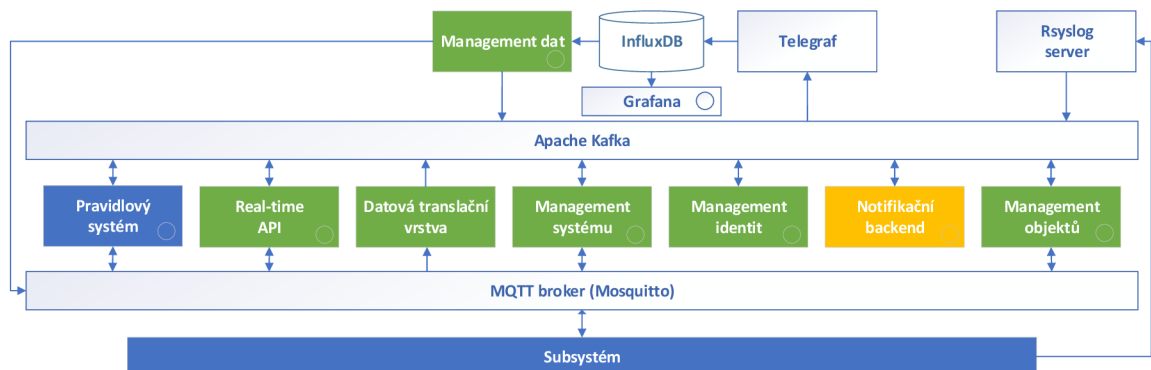 Management dat
InfluxDB
Telegraf
Rsyslog
server
Grafana
Apache Kafka
Pravidlový
systém
Real-time
API
Datová translační
vrstva
Management
systému
Management
identit
Notifikační
backend
Management
objektů
MQTT broker (Mosquitto)
Subsystém